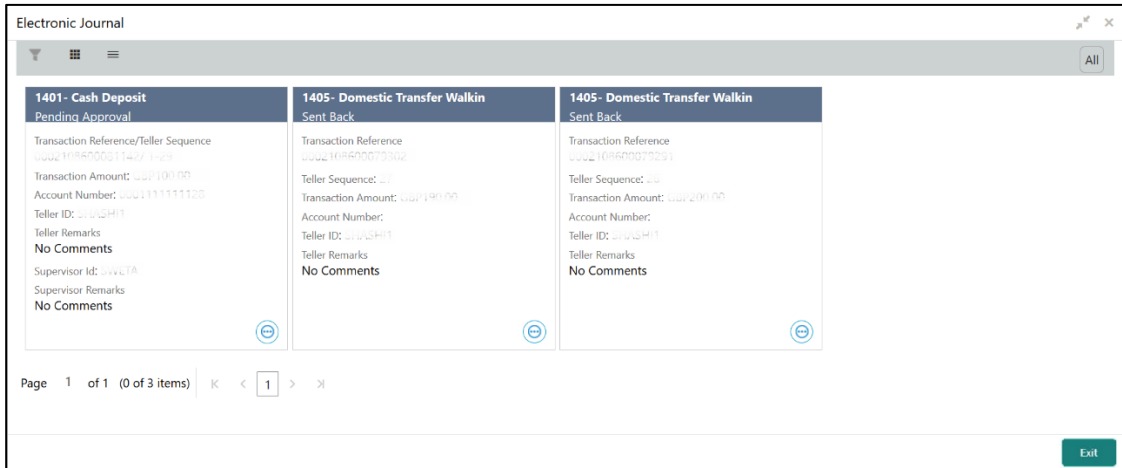 Electronic Journal
All
1401- Cash Deposit
Pending Approval
Transaction Reference/Teller Sequence
Transaction Amount:
Account Number:
Teller ID:
Teller Remarks
No Comments
Supervisor Id:
Supervisor Remarks
No Comments
1405- Domestic Transfer Walkin
Sent Back
Transaction Reference
Teller Sequence:
Transaction Amount:
Account Number:
Teller ID:
Teller Remarks
No Comments
1405- Domestic Transfer Walkin
Sent Back
Transaction Reference
Teller Sequence:
Transaction Amount:
Account Number:
Teller ID:
Teller Remarks
No Comments
Page 1 of 1 (0 of 3 items) 1
Exit